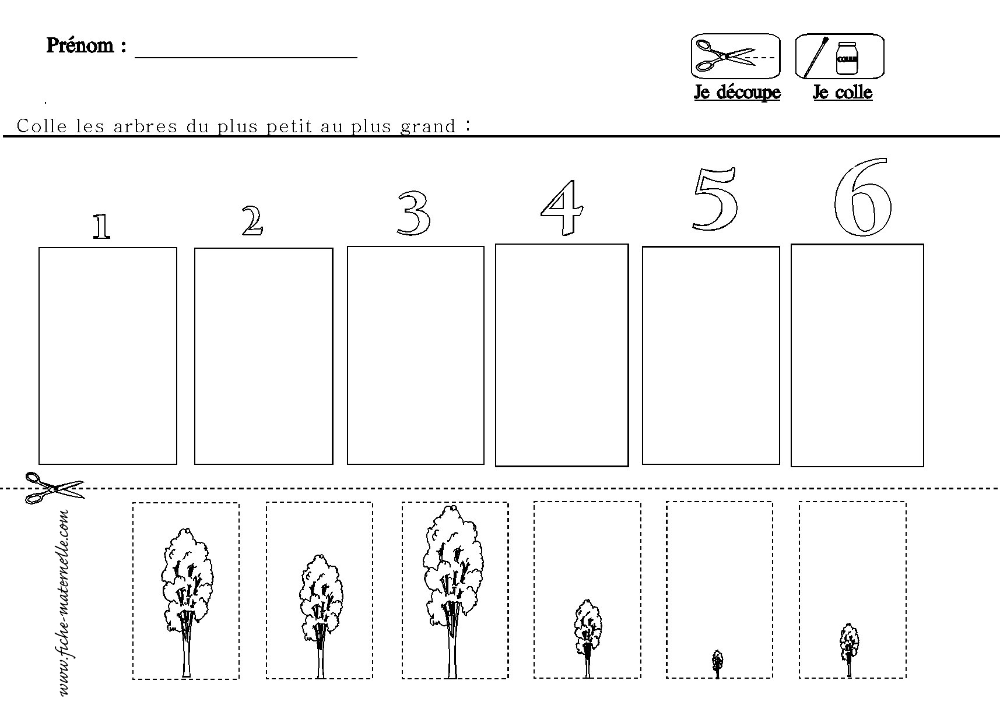 Prénom :
COLLE
Je découpe
Je colle
Colle les arbres du plus petit au plus grand :
1 2 3 4 5 6
www.fiche-maternelle.com